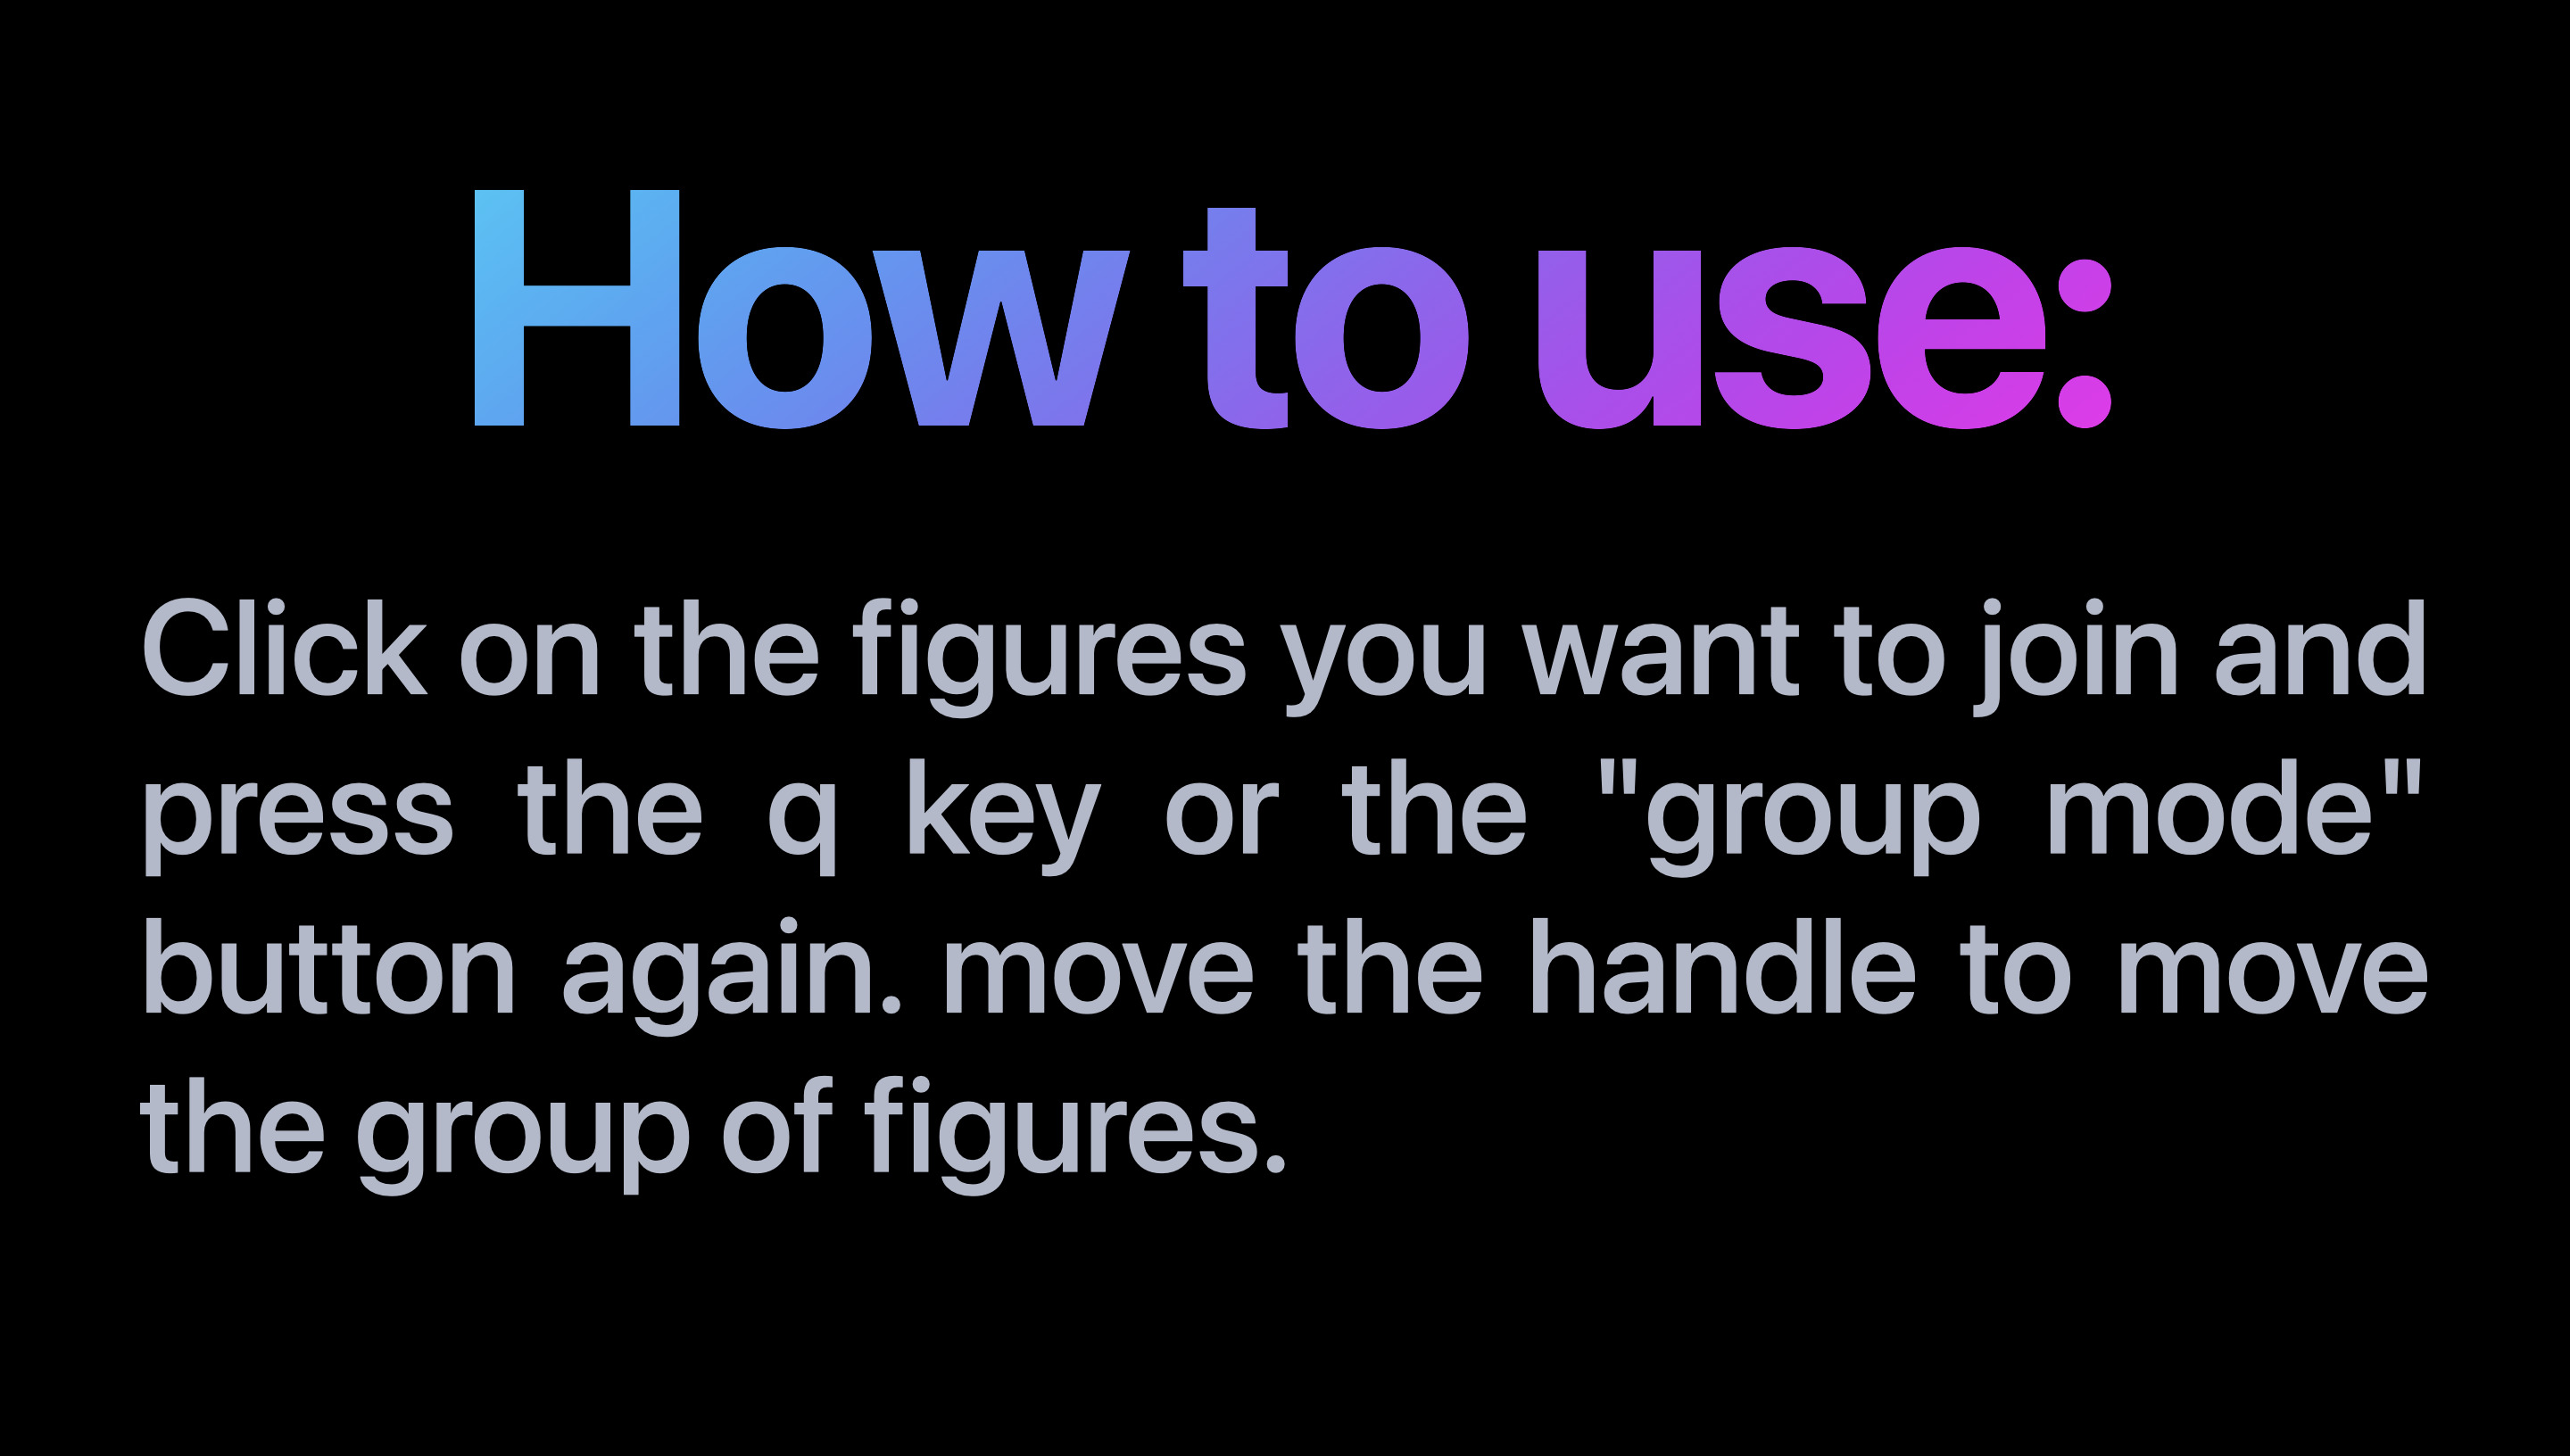 How to use:
Click on the figures you want to join and
press the q key or the "group mode"
button again. move the handle to move
the group of figures.